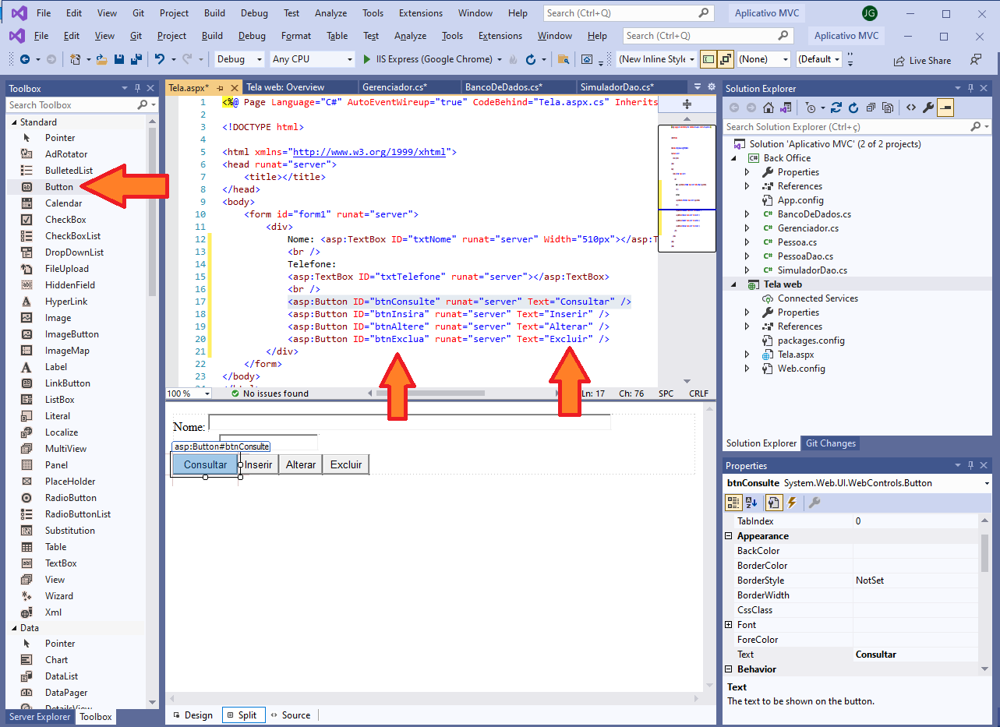 File Edit View Git Project Build Debug Test Analyze Tools Extensions Window Help Search (Ctrl+Q) Aplicativo MVC JG
File Edit View Git Project Build Debug Format Table Test Analyze Tools Extensions Window Help Search (Ctrl+Q) Aplicativo MVC
Debug Any CPU IIS Express (Google Chrome) (New Inline Style (None) (Default Live Share
Toolbox
Search Toolbox
Standard
Pointer
AdRotator
BulletedList
Button
Calendar
CheckBox
CheckBoxList
DropDownList
FileUpload
HiddenField
HyperLink
Image
ImageButton
ImageMap
Label
LinkButton
ListBox
Literal
Localize
MultiView
Panel
PlaceHolder
RadioButton
RadioButtonList
Substitution
Table
TextBox
View
Wizard
Xml
Data
Pointer
Chart
DataList
DataPager
DetailsView
Server Explorer Toolbox
Tela.aspx* Tela web: Overview Gerenciador.cs* BancoDeDados.cs* SimuladorDao.cs*
1 <%@ Page Language="C#" AutoEventWireup="true" CodeBehind="Tela.aspx.cs" Inherits
2
3 <!DOCTYPE html>
4
5 <html xmlns="http://www.w3.org/1999/xhtml">
6 <head runat="server">
7 <title></title>
8 </head>
9 <body>
10 <form id="form1" runat="server">
11 <div>
12 Nome: <asp:TextBox ID="txtNome" runat="server" Width="510px"></asp:T
13 <br />
14 Telefone:
15 <asp:TextBox ID="txtTelefone" runat="server"></asp:TextBox>
16 <br />
17 <asp:Button ID="btnConsulte" runat="server" Text="Consultar" />
18 <asp:Button ID="btnInsira" runat="server" Text="Inserir" />
19 <asp:Button ID="btnAltere" runat="server" Text="Alterar" />
20 <asp:Button ID="btnExclua" runat="server" Text="Excluir" />
21 </div>
22 </form>
23 </body>
100 % No issues found Ln: 17 Ch: 76 SPC CRLF
Nome:
asp:Button#btnConsulte
Consultar Inserir Alterar Excluir
Design Split Source
Solution Explorer
Search Solution Explorer (Ctrl+ç)
Solution 'Aplicativo MVC' (2 of 2 projects)
Back Office
Properties
References
App.config
BancoDeDados.cs
Gerenciador.cs
Pessoa.cs
PessoaDao.cs
SimuladorDao.cs
Tela web
Connected Services
Properties
References
packages.config
Tela.aspx
Web.config
Solution Explorer Git Changes
Properties
btnConsulte System.Web.UI.WebControls.Button
TabIndex 0
Appearance
BackColor
BorderColor
BorderStyle NotSet
BorderWidth
CssClass
Font
ForeColor
Text Consultar
Behavior
Text
The text to be shown on the button.